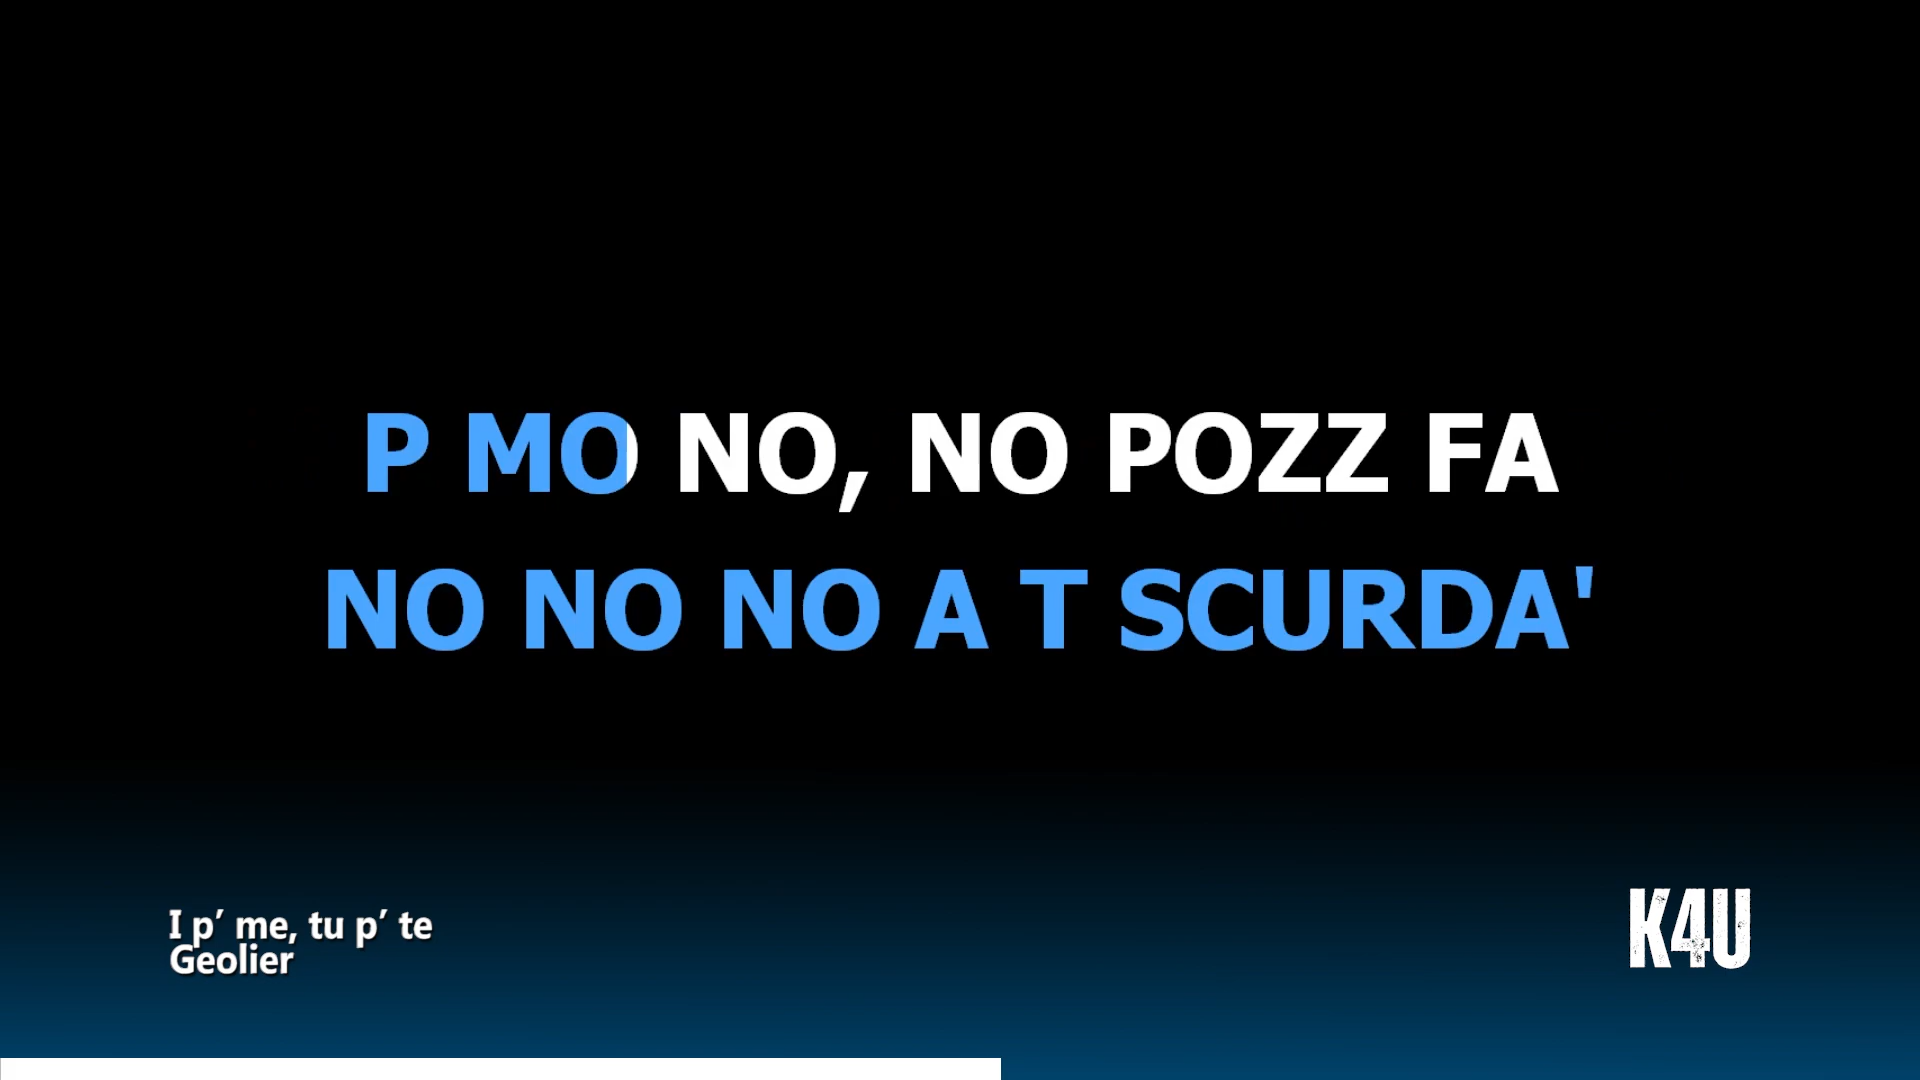 P MO NO, NO POZZ FA
NO NO NO A T SCURDA'
I p’ me, tu p’ te
Geolier
K4U